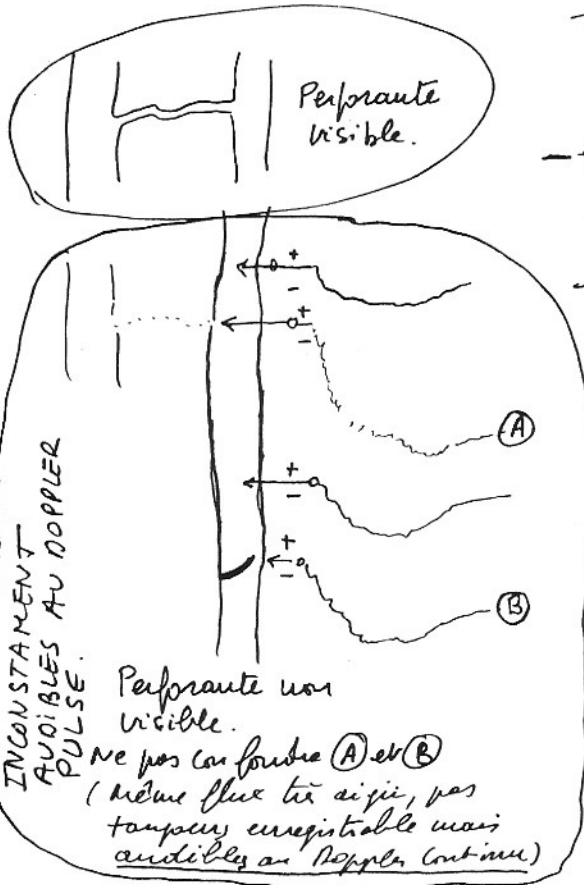 Perforante
visible.
+
-
+
-
A
+
-
+
-
B
INCONSTAMENT
AUDIBLES AU DOPPLER
PULSE.
Perforante non
visible.
Ne pas confondre A et B
(même flux très aigu, pas
toujours enregistrable mais
audibles au Doppler Continu)